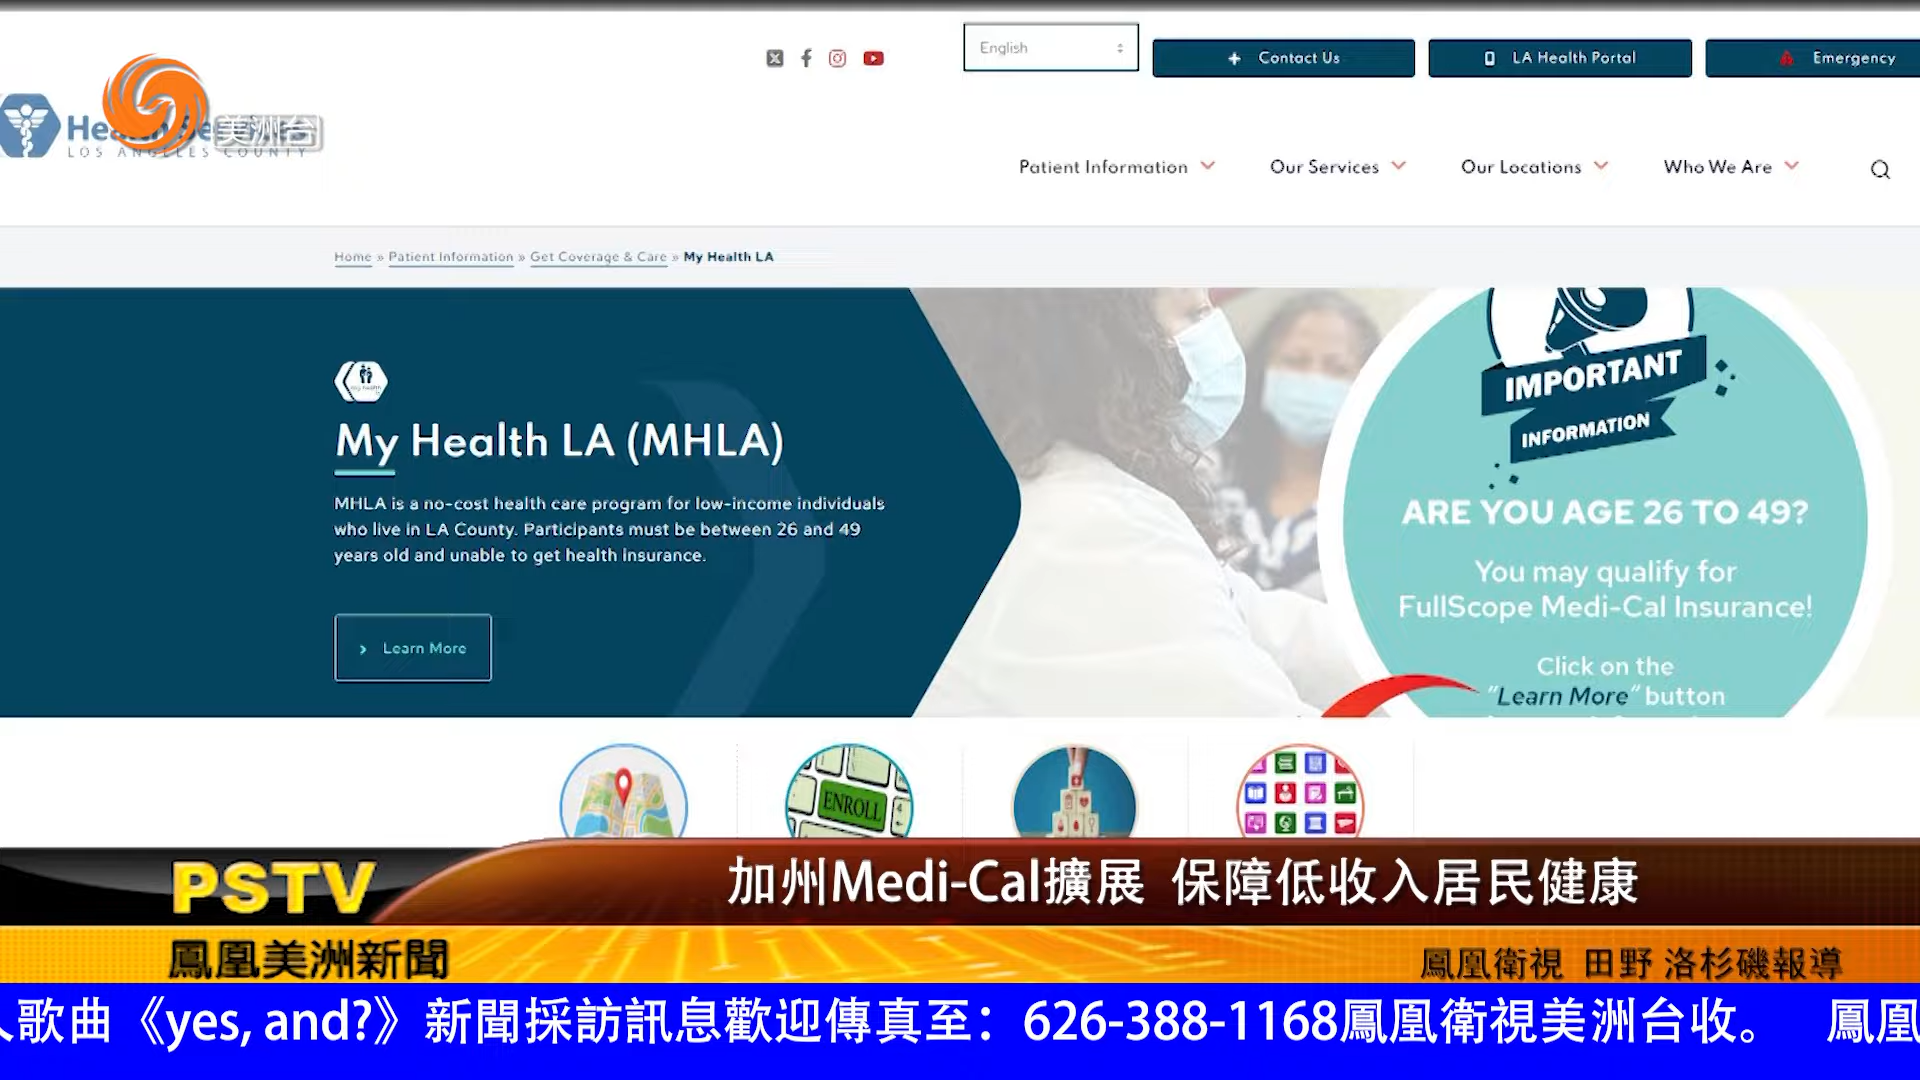 English
Contact Us
LA Health Portal
Emergency
美洲台
LOS ANGELES COUNTY
Patient Information
Our Services
Our Locations
Who We Are
Home » Patient Information » Get Coverage & Care » My Health LA
My Health LA (MHLA)
MHLA is a no-cost health care program for low-income individuals
who live in LA County. Participants must be between 26 and 49
years old and unable to get health insurance.
Learn More
IMPORTANT
INFORMATION
ARE YOU AGE 26 TO 49?
You may qualify for
FullScope Medi-Cal Insurance!
Click on the
"Learn More" button
ENROLL
PSTV
加州Medi-Cal擴展 保障低收入居民健康
鳳凰美洲新聞
鳳凰衛視 田野 洛杉磯報導
歌曲《yes, and?》新聞採訪訊息歡迎傳真至：626-388-1168鳳凰衛視美洲台收。 鳳凰